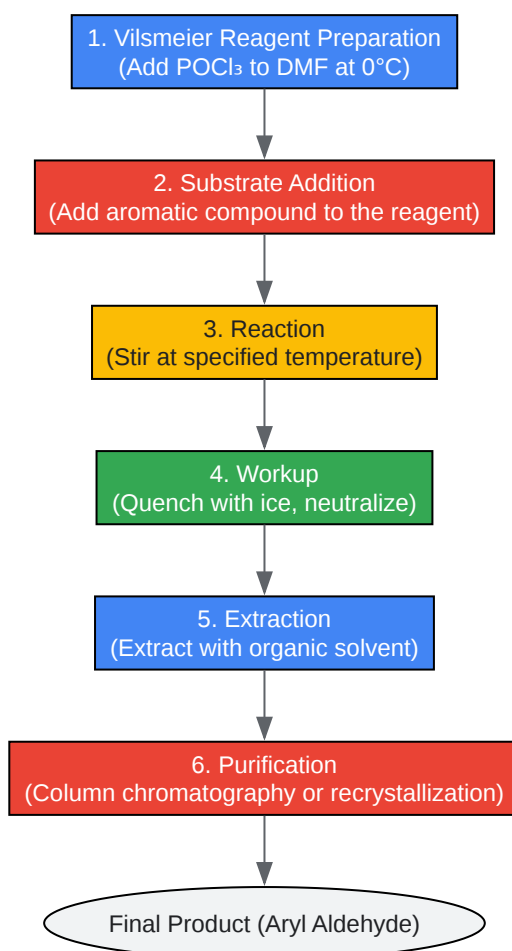 1. Vilsmeier Reagent Preparation
(Add POCl₃ to DMF at 0°C)
2. Substrate Addition
(Add aromatic compound to the reagent)
3. Reaction
(Stir at specified temperature)
4. Workup
(Quench with ice, neutralize)
5. Extraction
(Extract with organic solvent)
6. Purification
(Column chromatography or recrystallization)
Final Product (Aryl Aldehyde)